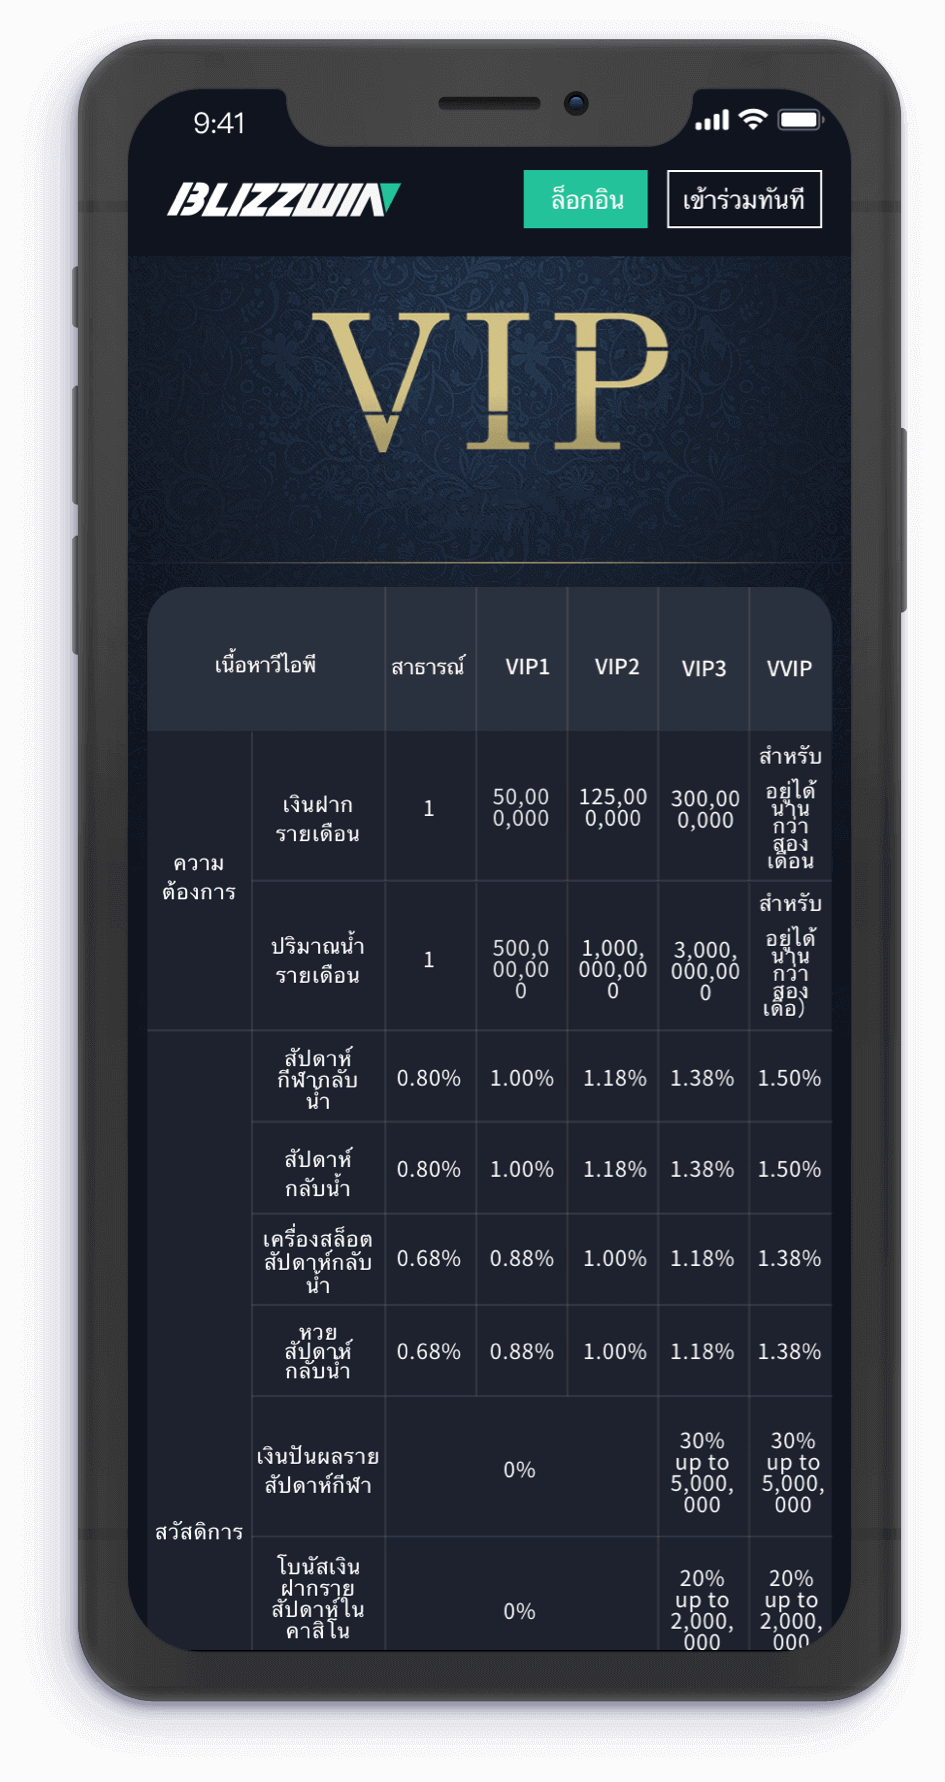 9:41
BLIZZWIN
ล็อกอิน
เข้าร่วมทันที
VIP
เนื้อหาวีไอพี
สาธารณ์
VIP1
VIP2
VIP3
VVIP
ความ
ต้องการ
เงินฝาก
รายเดือน
1
50,00
0,000
125,00
0,000
300,00
0,000
สำหรับ
อยู่ได้
นาน
กว่า
สอง
เดือน
ปริมาณน้ำ
รายเดือน
1
500,0
00,00
0
1,000,
000,00
0
3,000,
000,00
0
สำหรับ
อยู่ได้
นาน
กว่า
สอง
เดือ)
สวัสดิการ
สัปดาห์
กีฬากลับ
น้ำ
0.80%
1.00%
1.18%
1.38%
1.50%
สัปดาห์
กลับน้ำ
0.80%
1.00%
1.18%
1.38%
1.50%
เครื่องสล็อต
สัปดาห์กลับ
น้ำ
0.68%
0.88%
1.00%
1.18%
1.38%
หวย
สัปดาห์
กลับน้ำ
0.68%
0.88%
1.00%
1.18%
1.38%
เงินปันผลราย
สัปดาห์กีฬา
0%
30%
up to
5,000,
000
30%
up to
5,000,
000
โบนัสเงิน
ฝากราย
สัปดาห์ใน
คาสิโน
0%
20%
up to
2,000,
000
20%
up to
2,000,
000